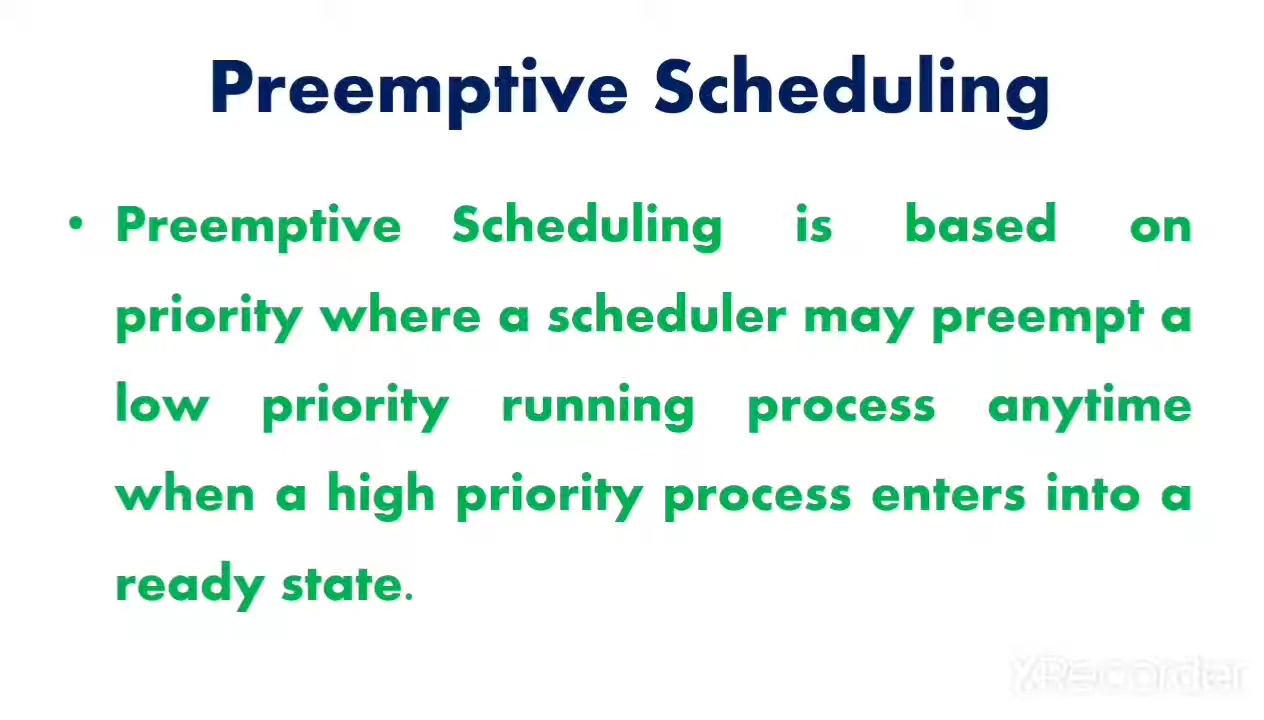 Preemptive Scheduling
• Preemptive Scheduling is based on
priority where a scheduler may preempt a
low priority running process anytime
when a high priority process enters into a
ready state.
XRecorder